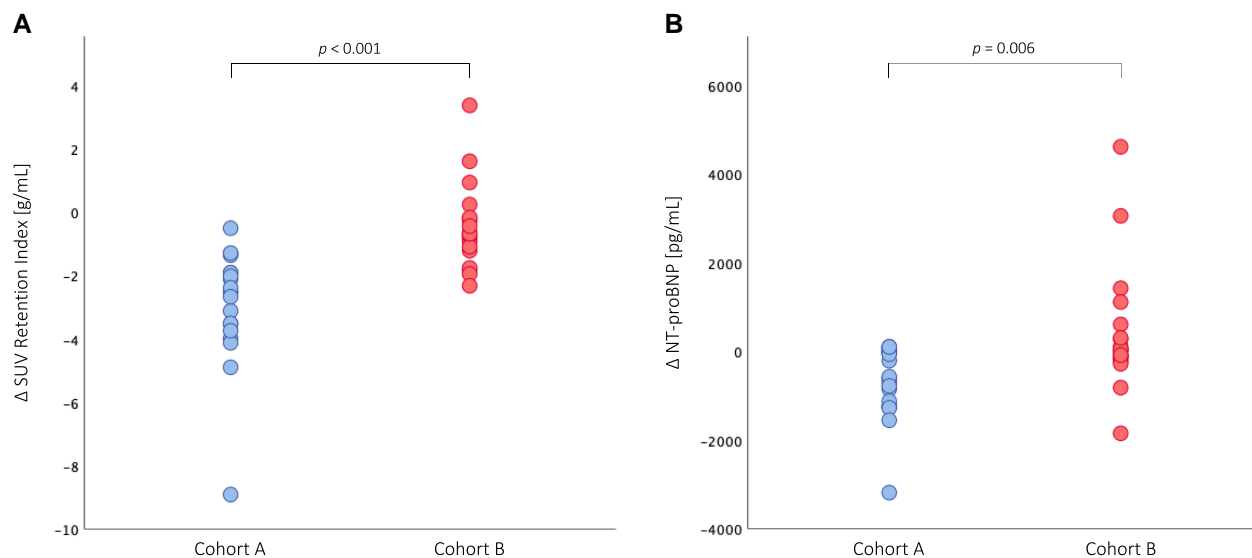 A
p < 0.001
Δ SUV Retention Index [g/mL]
4
2
0
−2
−4
−6
−8
−10
Cohort A
Cohort B
B
p = 0.006
Δ NT-proBNP [pg/mL]
6000
4000
2000
0
−2000
−4000
Cohort A
Cohort B